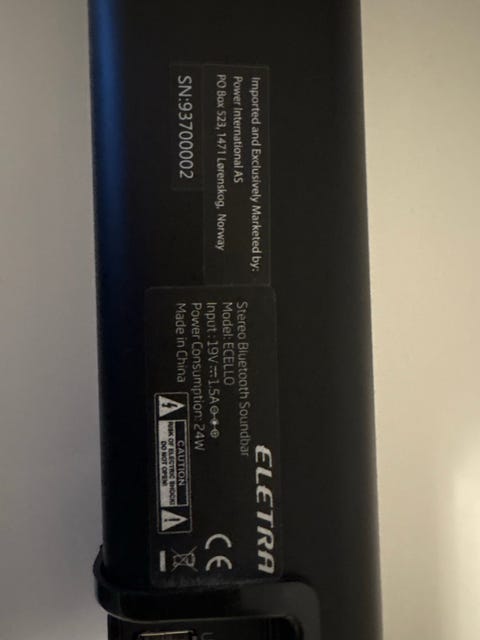 Imported and Exclusively Marketed by:
Power International AS
PO Box 523, 1471 Lørenskog, Norway
SN:93700002
ELETRA
Stereo Bluetooth Soundbar
Model: ECELLO
Input: 19V⎓1.5A
Power Consumption: 24W
Made in China
CAUTION
RISK OF ELECTRIC SHOCK!
DO NOT OPEN!
CE